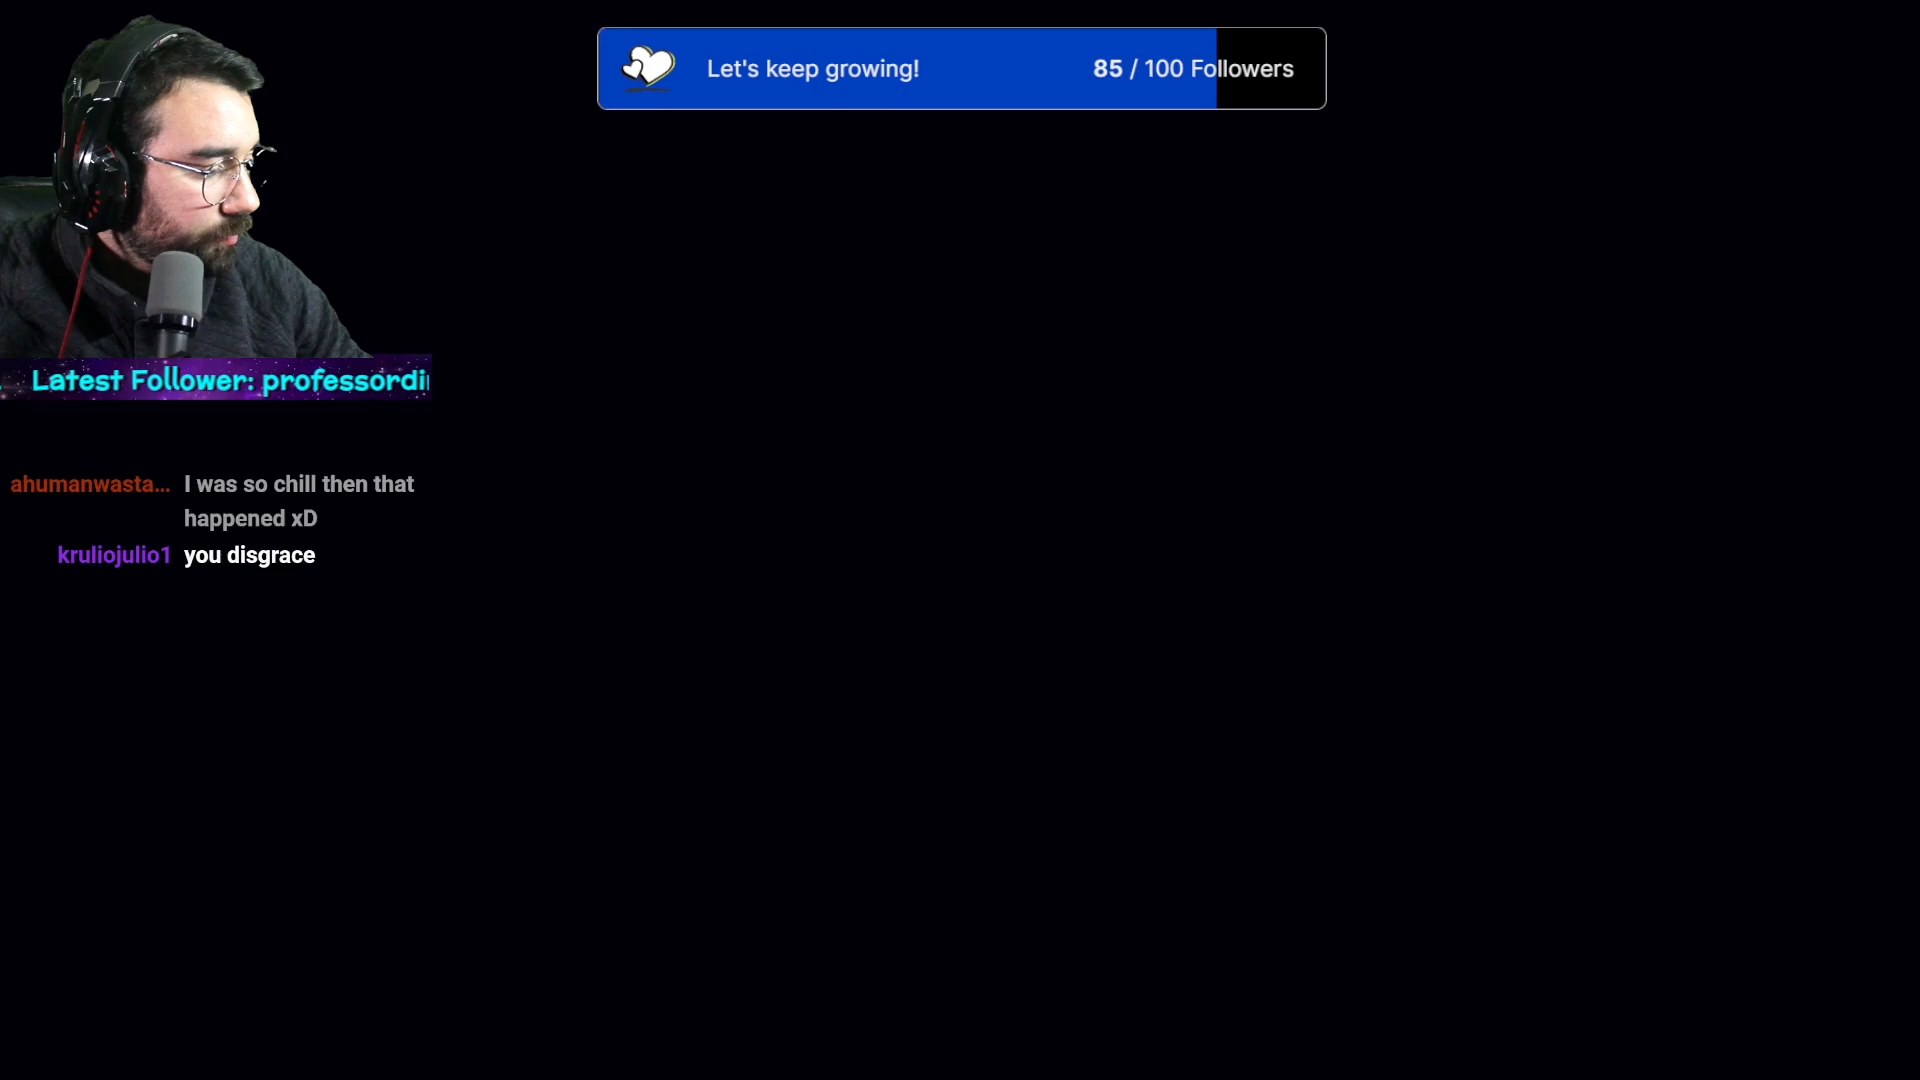 Let's keep growing! 85 / 100 Followers
Latest Follower:
ahumanwasta... I was so chill then that
happened xD
kruliojulio1 you disgrace